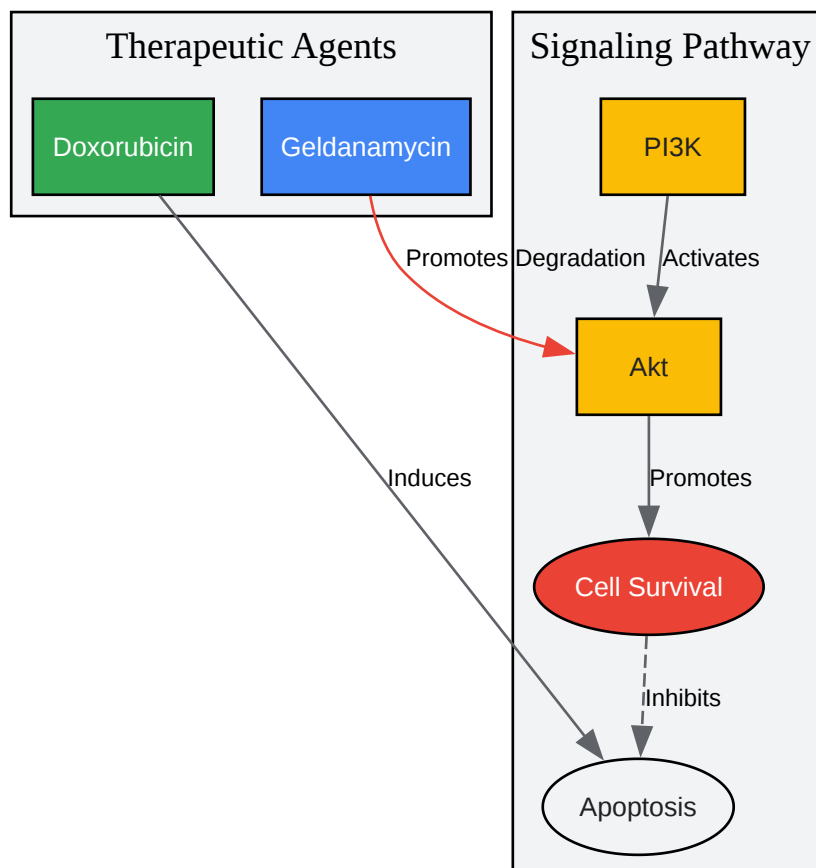 Therapeutic Agents
Signaling Pathway
Doxorubicin
Geldanamycin
PI3K
Promotes Degradation
Activates
Akt
Induces
Promotes
Cell Survival
Inhibits
Apoptosis